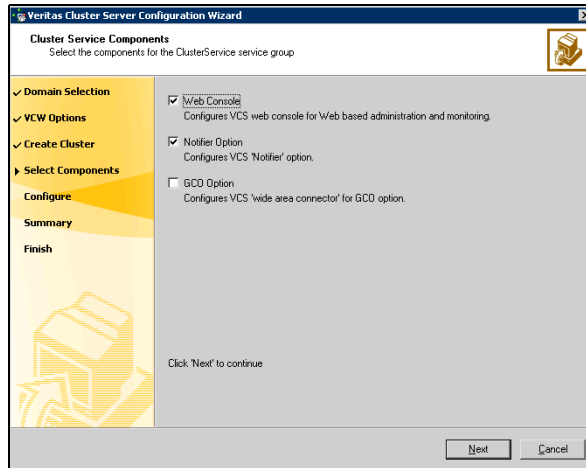 Veritas Cluster Server Configuration Wizard
Cluster Service Components
Select the components for the ClusterService service group
Domain Selection
VCW Options
Create Cluster
Select Components
Configure
Summary
Finish
Web Console
Configures VCS web console for Web based administration and monitoring.
Notifier Option
Configures VCS 'Notifier' option.
GCO Option
Configures VCS 'wide area connector' for GCO option.
Click 'Next' to continue
Next
Cancel